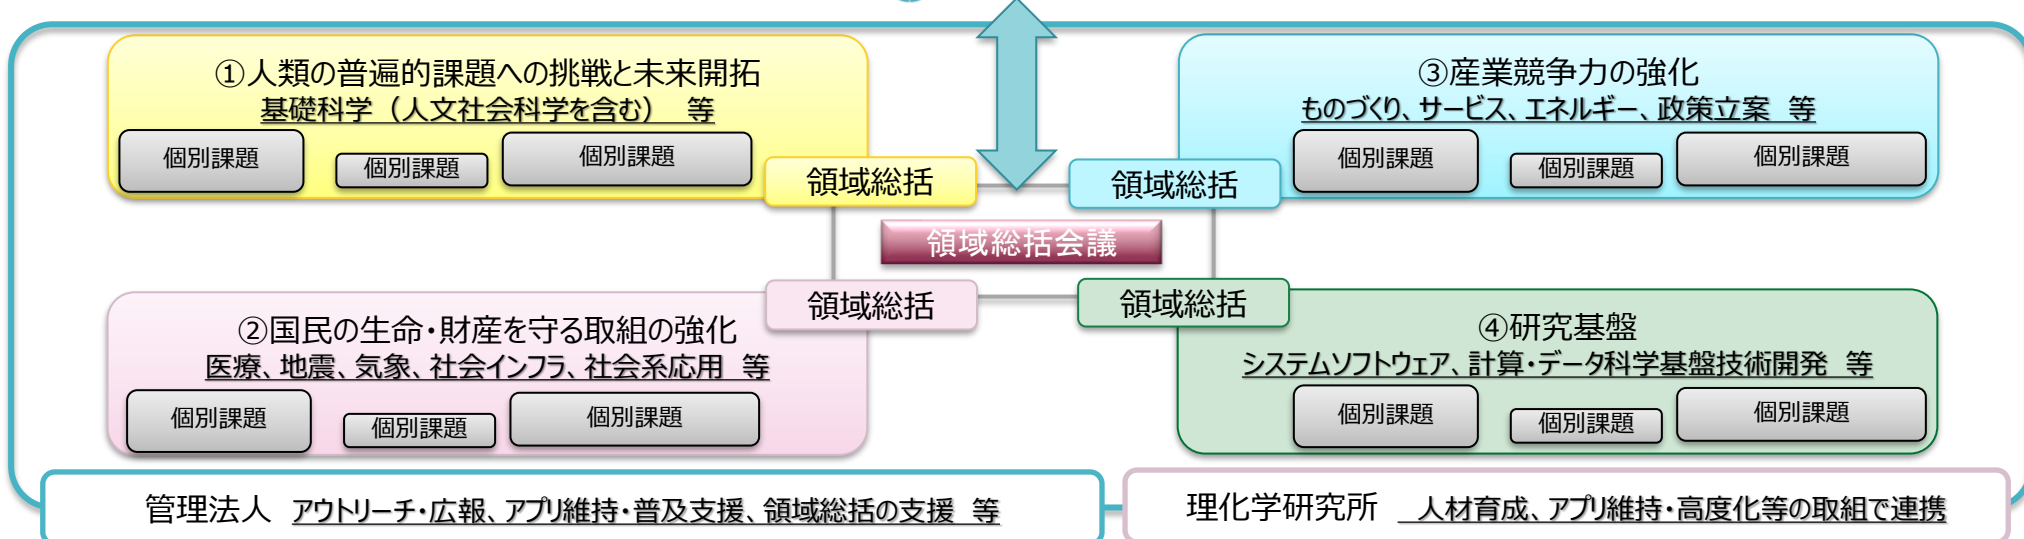 ①人類の普遍的課題への挑戦と未来開拓
基礎科学（人文社会科学を含む）　等
個別課題
個別課題
個別課題
領域総括
③産業競争力の強化
ものづくり、サービス、エネルギー、政策立案　等
個別課題
個別課題
個別課題
領域総括
領域総括会議
②国民の生命・財産を守る取組の強化
医療、地震、気象、社会インフラ、社会系応用　等
個別課題
個別課題
個別課題
領域総括
④研究基盤
システムソフトウェア、計算・データ科学基盤技術開発　等
個別課題
個別課題
個別課題
領域総括
管理法人　アウトリーチ・広報、アプリ維持・普及支援、領域総括の支援　等
理化学研究所　人材育成、アプリ維持・高度化等の取組で連携